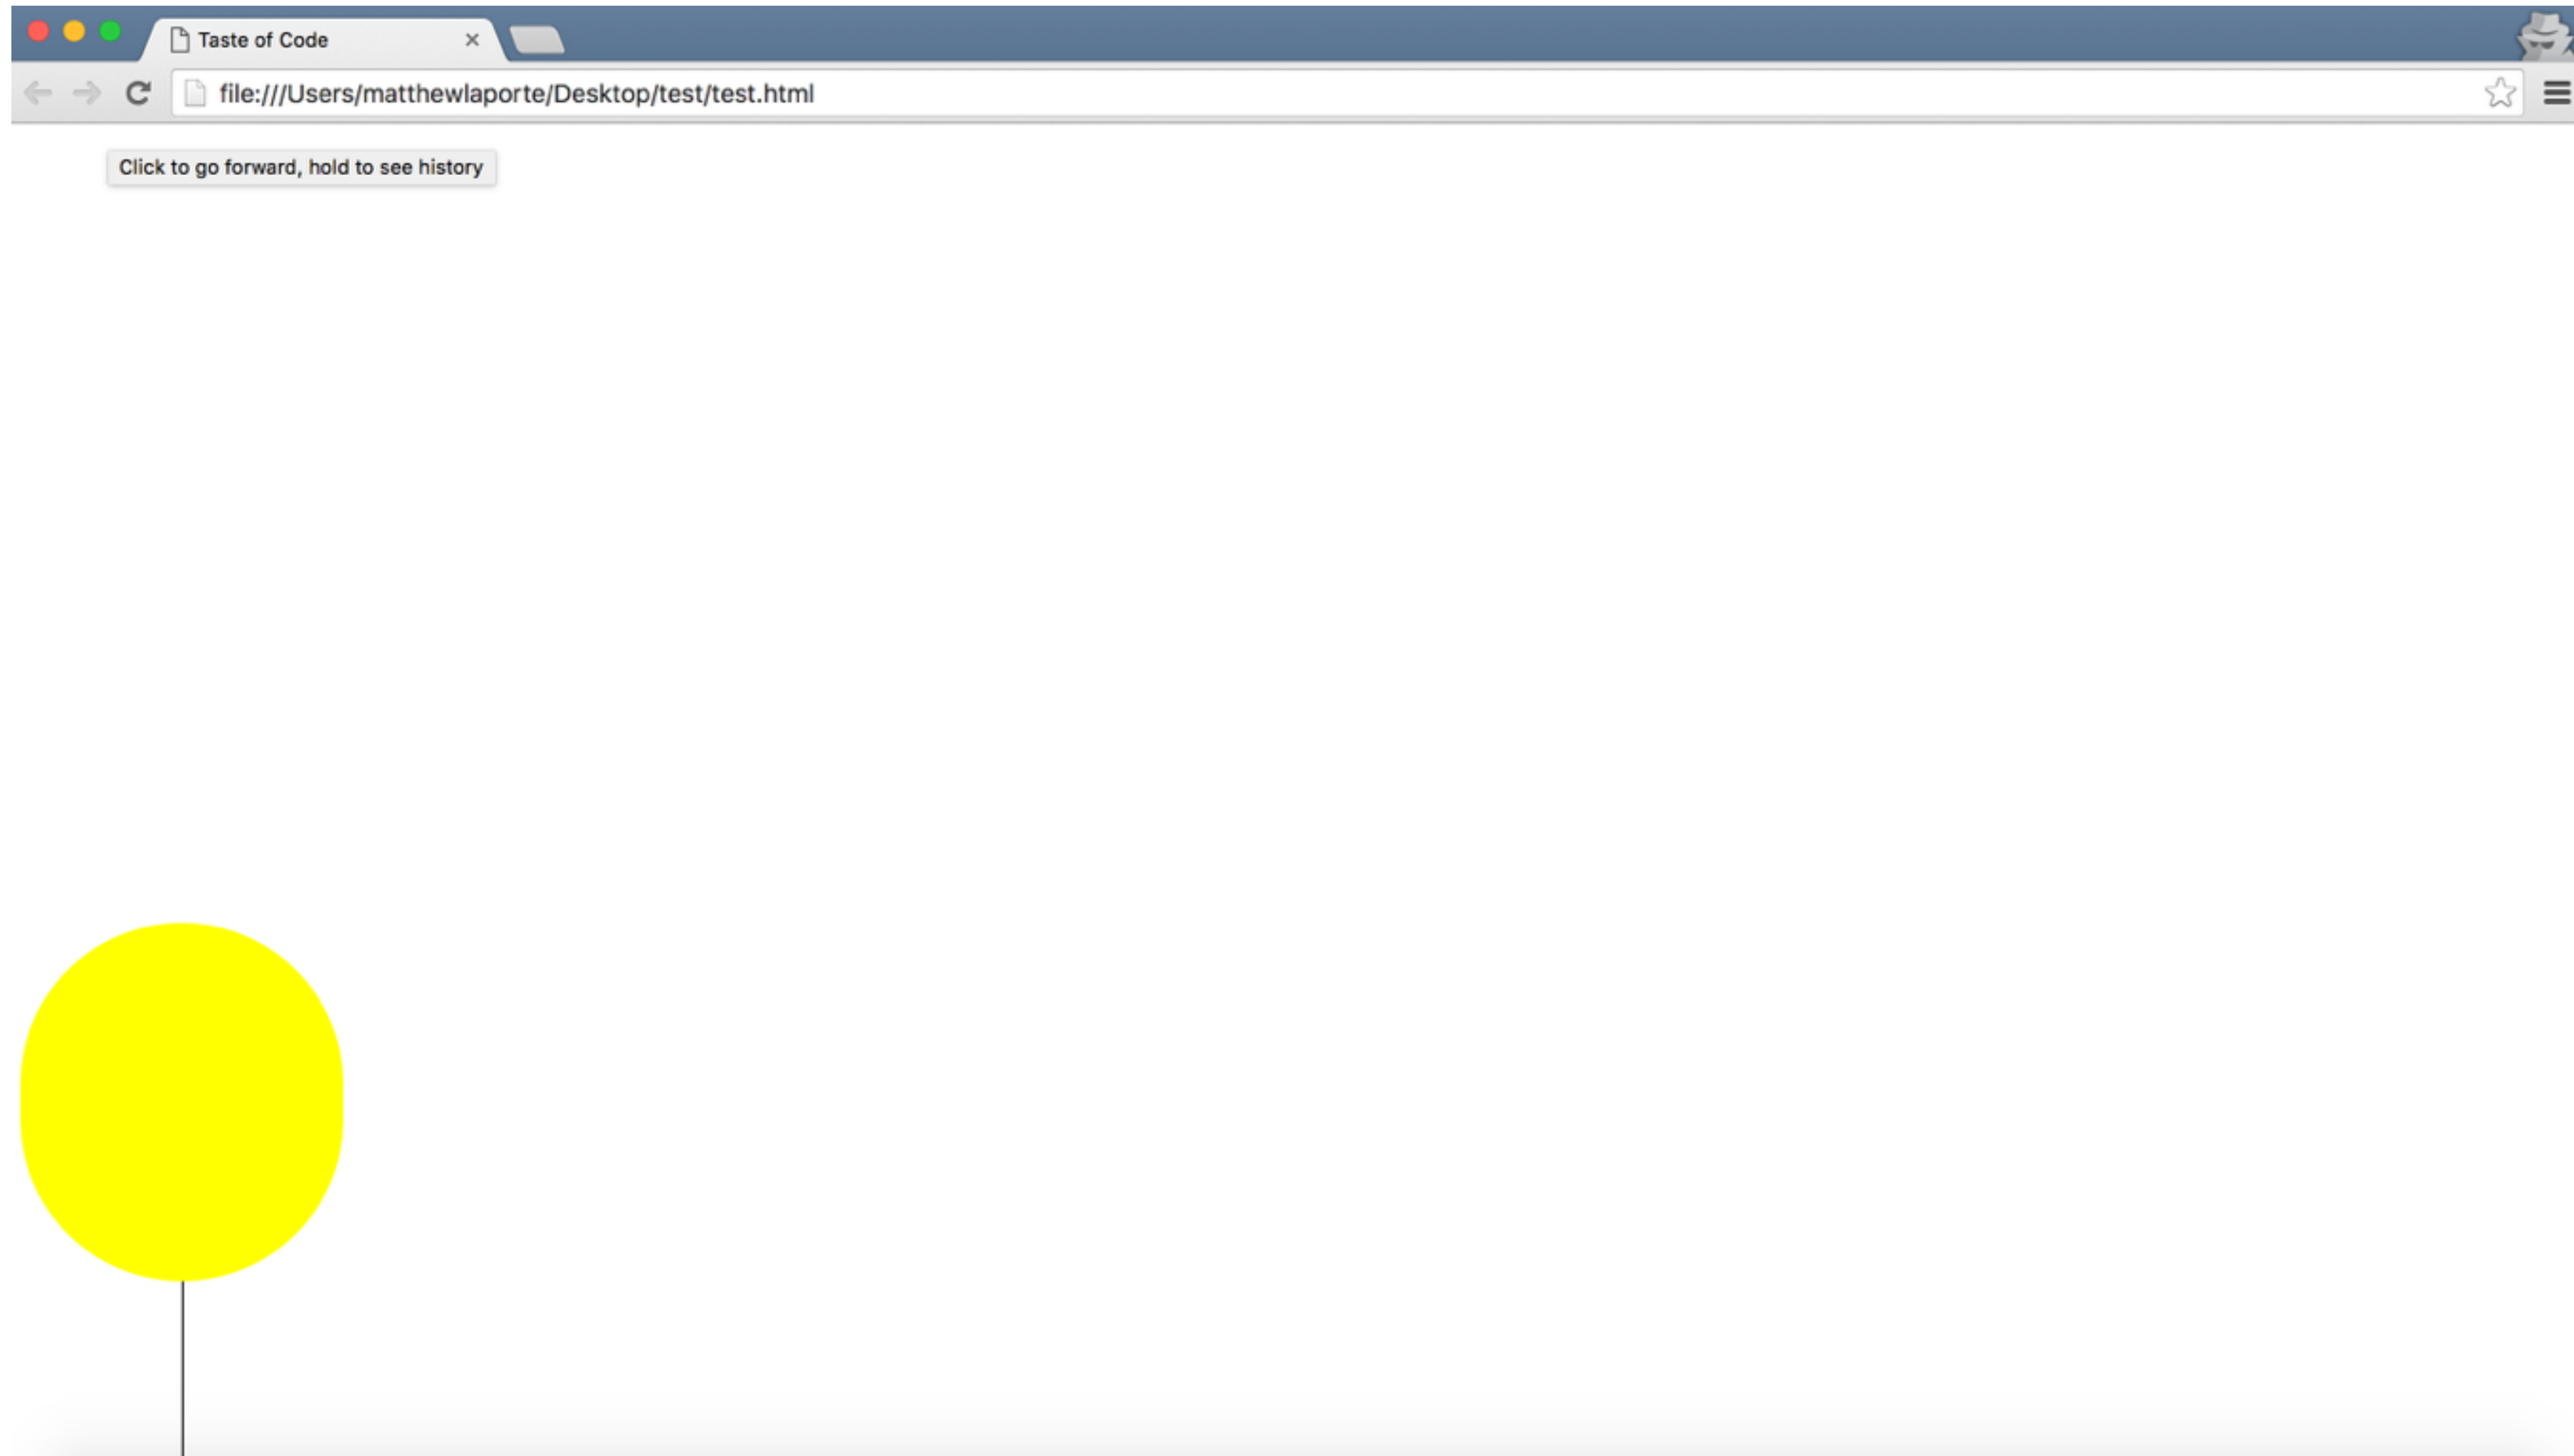 Taste of Code
file:///Users/matthewlaporte/Desktop/test/test.html
Click to go forward, hold to see history